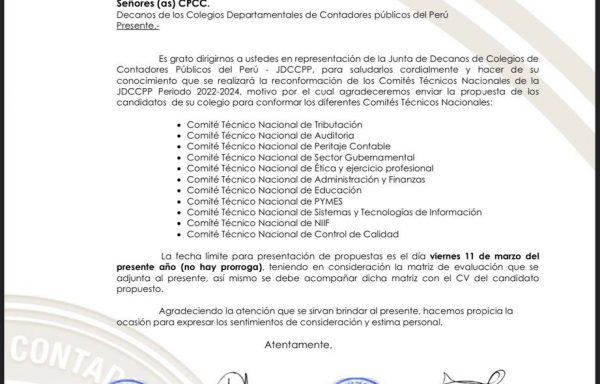 Señores (as) CPCC.
Decanos de los Colegios Departamentales de Contadores públicos del Perú
Presente.-
Es grato dirigirnos a ustedes en representación de la Junta de Decanos de Colegios de
Contadores Públicos del Perú - JDCCPP, para saludarlos cordialmente y hacer de su
conocimiento que se realizará la reconformación de los Comités Técnicos Nacionales de la
JDCCPP Periodo 2022-2024, motivo por el cual agradeceremos enviar la propuesta de los
candidatos de su colegio para conformar los diferentes Comités Técnicos Nacionales:
• Comité Técnico Nacional de Tributación
• Comité Técnico Nacional de Auditoria
• Comité Técnico Nacional de Peritaje Contable
• Comité Técnico Nacional de Sector Gubernamental
• Comité Técnico Nacional de Ética y ejercicio profesional
• Comité Técnico Nacional de Administración y Finanzas
• Comité Técnico Nacional de Educación
• Comité Técnico Nacional de PYMES
• Comité Técnico Nacional de Sistemas y Tecnologías de Información
• Comité Técnico Nacional de NIIF
• Comité Técnico Nacional de Control de Calidad
La fecha límite para presentación de propuestas es el día viernes 11 de marzo del
presente año (no hay prorroga), teniendo en consideración la matriz de evaluación que se
adjunta al presente, así mismo se debe acompañar dicha matriz con el CV del candidato
propuesto.
Agradeciendo la atención que se sirvan brindar al presente, hacemos propicia la
ocasión para expresar los sentimientos de consideración y estima personal.
Atentamente,
CONTAD